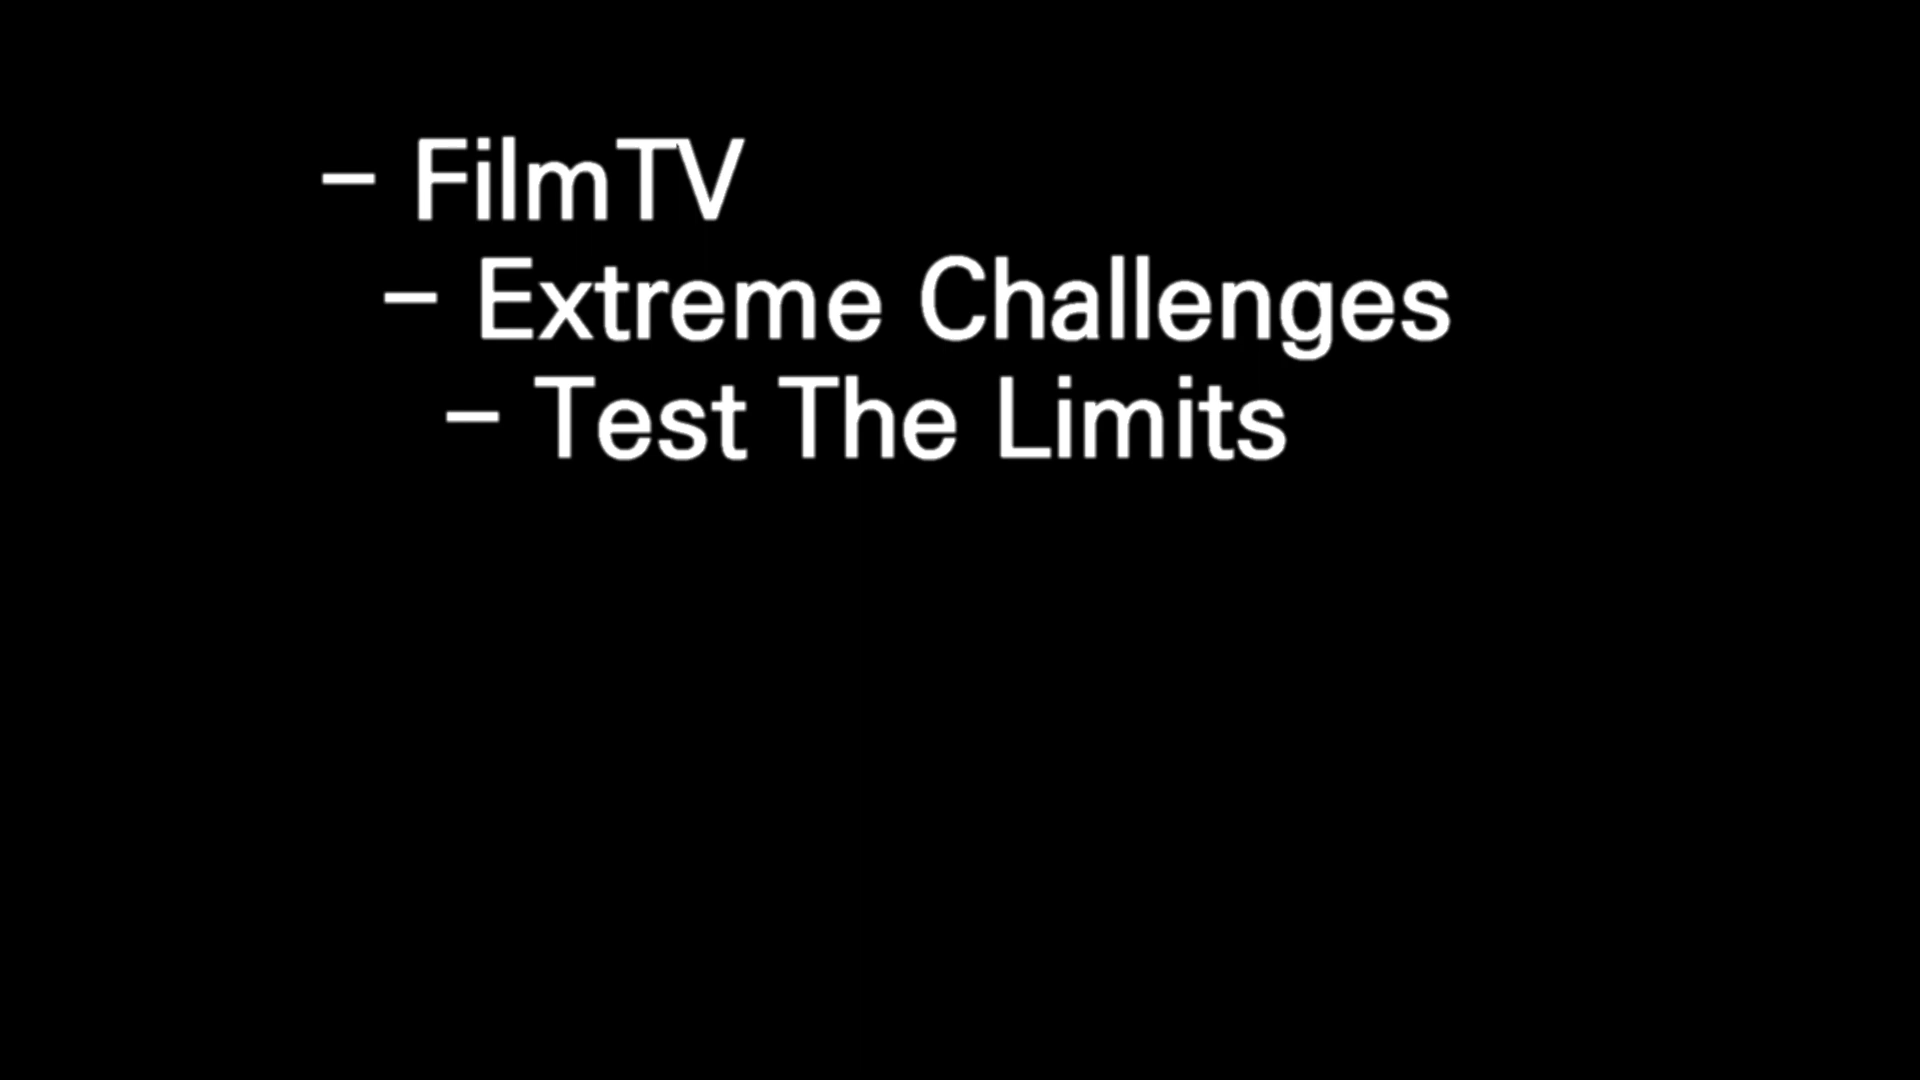 - FilmTV
- Extreme Challenges
- Test The Limits